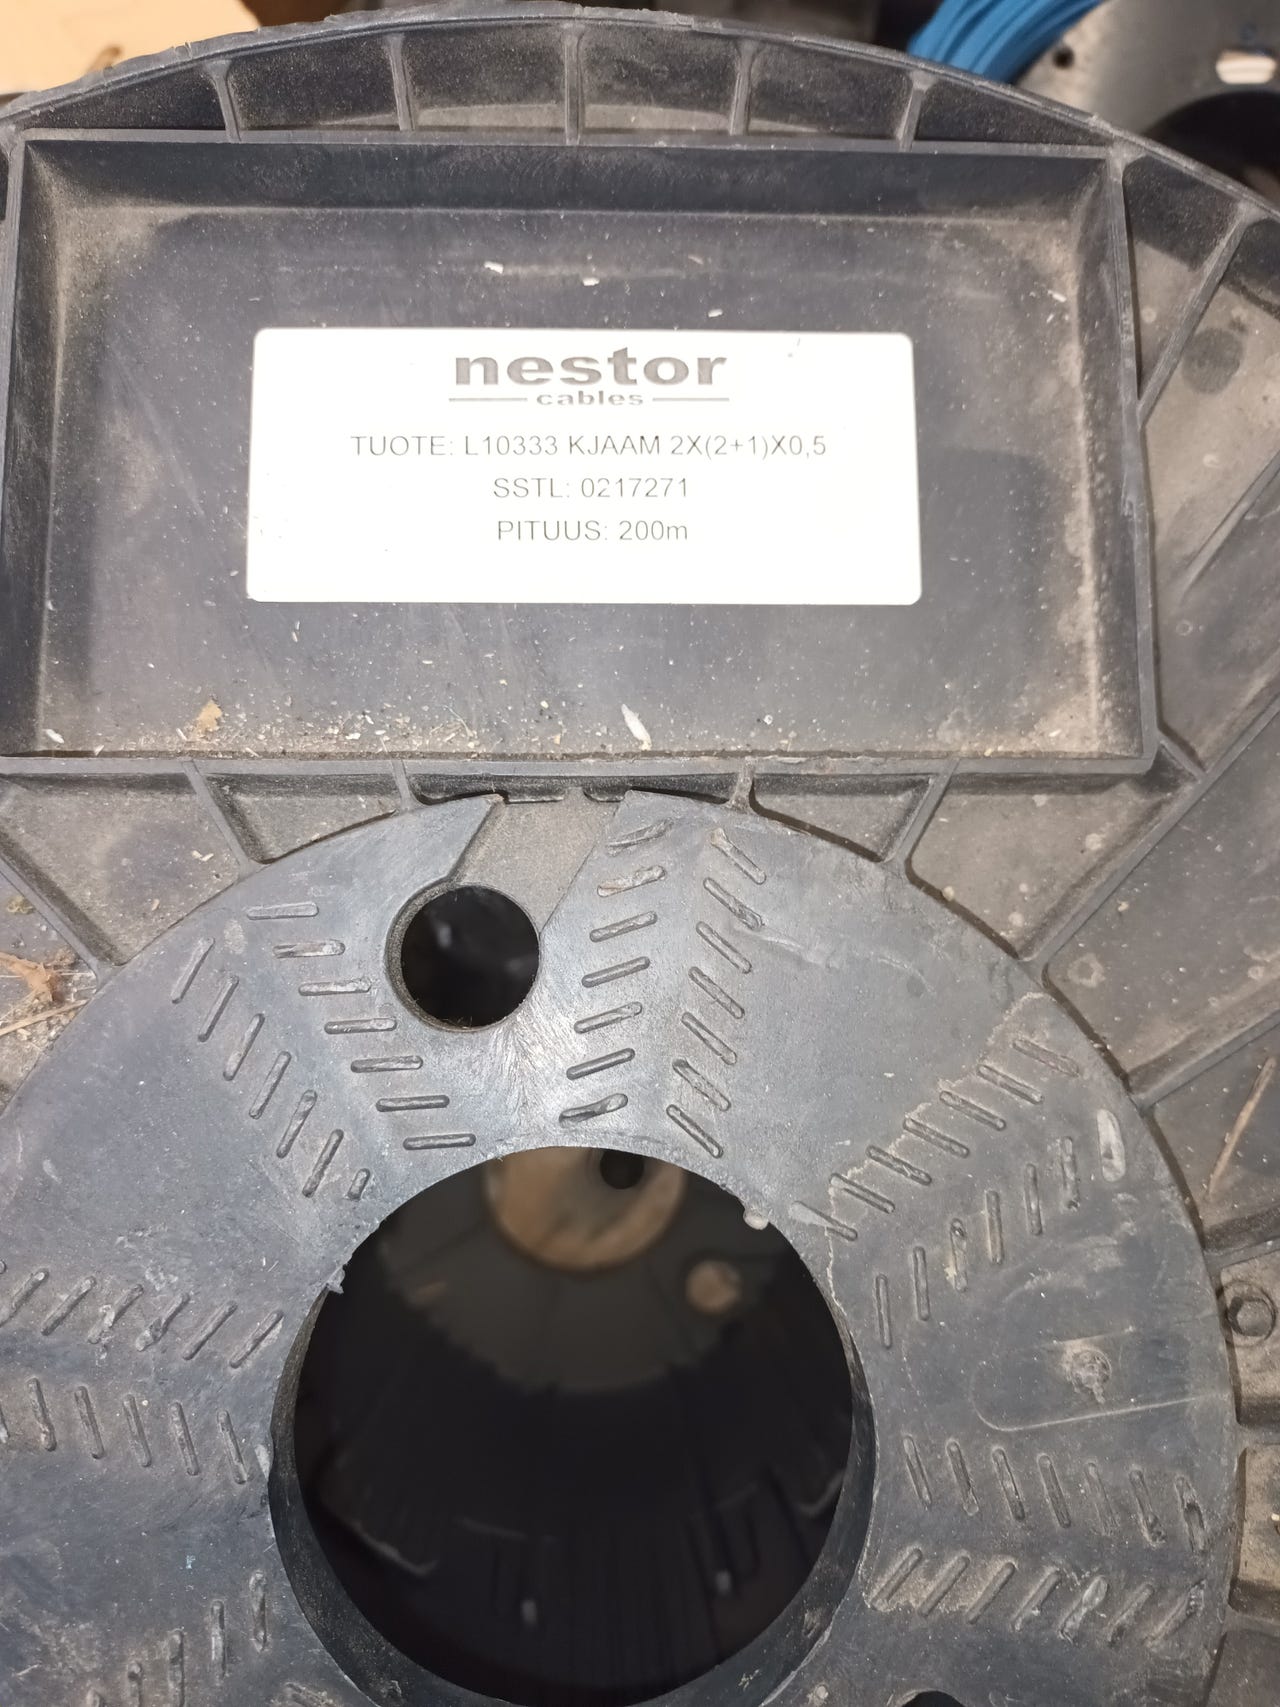 nestor
cables
TUOTE: L10333 KJAAM 2X(2+1)X0,5
SSTL: 0217271
PITUUS: 200m